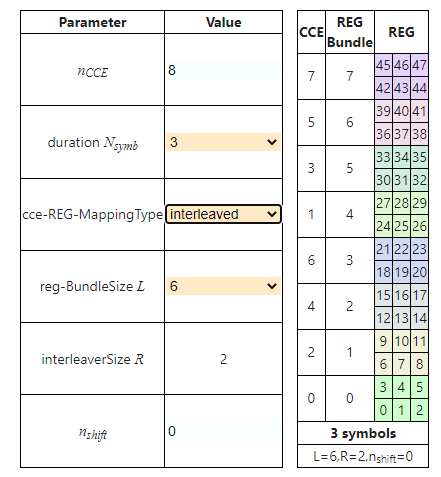 Parameter Value
nCCE 8
duration Nsymb 3
cce-REG-MappingType interleaved
reg-BundleSize L 6
interleaverSize R 2
nshift 0
CCE REG Bundle REG
7 7 45 46 47
42 43 44
5 6 39 40 41
36 37 38
3 5 33 34 35
30 31 32
1 4 27 28 29
24 25 26
6 3 21 22 23
18 19 20
4 2 15 16 17
12 13 14
2 1 9 10 11
6 7 8
0 0 3 4 5
0 1 2
3 symbols
L=6,R=2,nshift=0